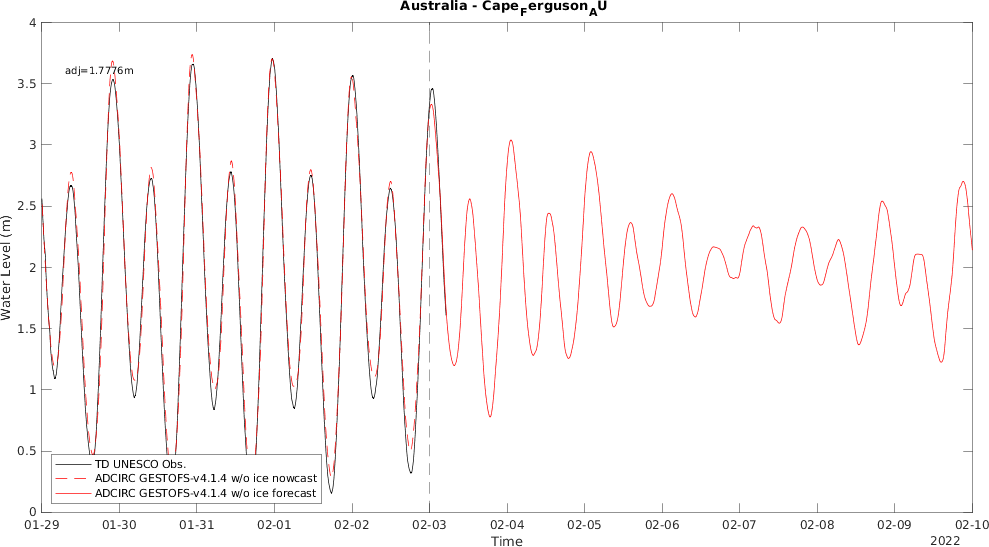 Australia - CapeFergusonAU
adj=1.7776m
Water Level (m)
4
3.5
3
2.5
2
1.5
1
0.5
0
TD UNESCO Obs.
ADCIRC GESTOFS-v4.1.4 w/o ice nowcast
ADCIRC GESTOFS-v4.1.4 w/o ice forecast
01-29 01-30 01-31 02-01 02-02 02-03 02-04 02-05 02-06 02-07 02-08 02-09 02-10
Time
2022